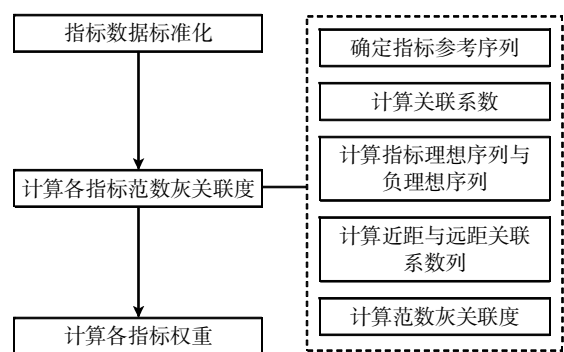 指标数据标准化
计算各指标范数灰关联度
计算各指标权重
确定指标参考序列
计算关联系数
计算指标理想序列与
负理想序列
计算近距与远距关联
系数列
计算范数灰关联度